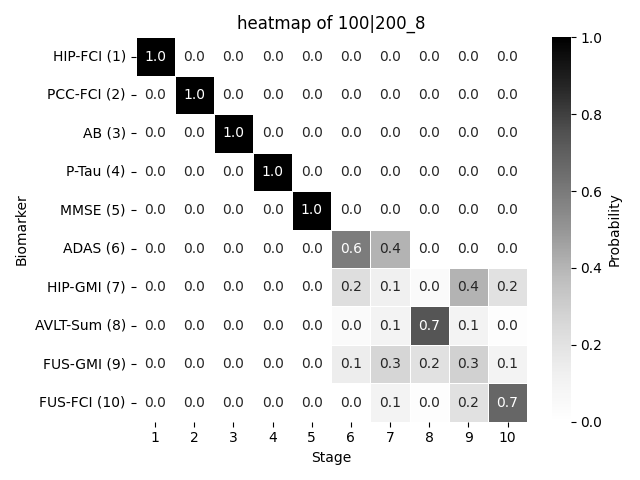 heatmap of 100|200_8
HIP-FCI (1) 1.0 0.0 0.0 0.0 0.0 0.0 0.0 0.0 0.0 0.0
PCC-FCI (2) 0.0 1.0 0.0 0.0 0.0 0.0 0.0 0.0 0.0 0.0
AB (3) 0.0 0.0 1.0 0.0 0.0 0.0 0.0 0.0 0.0 0.0
P-Tau (4) 0.0 0.0 0.0 1.0 0.0 0.0 0.0 0.0 0.0 0.0
MMSE (5) 0.0 0.0 0.0 0.0 1.0 0.0 0.0 0.0 0.0 0.0
ADAS (6) 0.0 0.0 0.0 0.0 0.0 0.6 0.4 0.0 0.0 0.0
HIP-GMI (7) 0.0 0.0 0.0 0.0 0.0 0.2 0.1 0.0 0.4 0.2
AVLT-Sum (8) 0.0 0.0 0.0 0.0 0.0 0.0 0.1 0.7 0.1 0.0
FUS-GMI (9) 0.0 0.0 0.0 0.0 0.0 0.1 0.3 0.2 0.3 0.1
FUS-FCI (10) 0.0 0.0 0.0 0.0 0.0 0.0 0.1 0.0 0.2 0.7
1 2 3 4 5 6 7 8 9 10
Stage
Biomarker
1.0
0.8
0.6
0.4
0.2
0.0
Probability